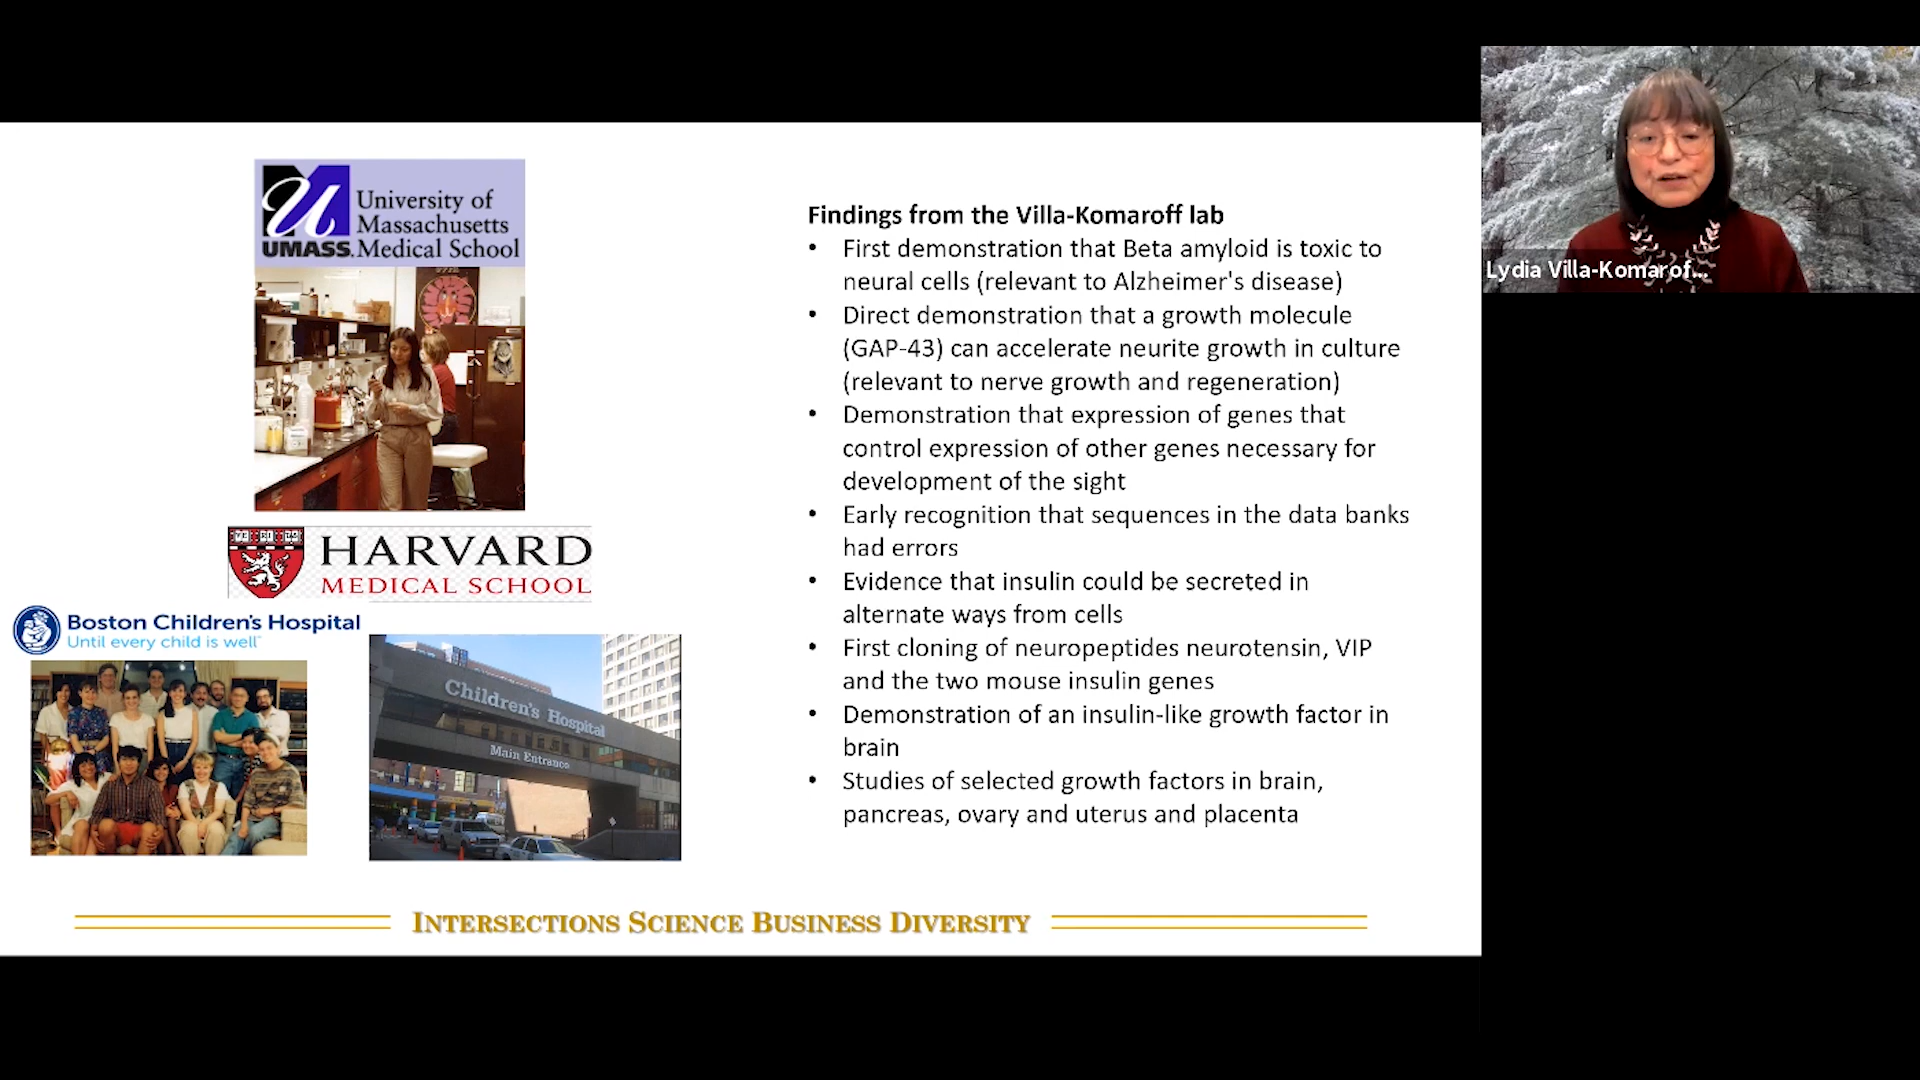 University of
Massachusetts
UMASS. Medical School
HARVARD
MEDICAL SCHOOL
Boston Children's Hospital
Until every child is well™
Children's Hospital
Main Entrance
Findings from the Villa-Komaroff lab
• First demonstration that Beta amyloid is toxic to
neural cells (relevant to Alzheimer's disease)
• Direct demonstration that a growth molecule
(GAP-43) can accelerate neurite growth in culture
(relevant to nerve growth and regeneration)
• Demonstration that expression of genes that
control expression of other genes necessary for
development of the sight
• Early recognition that sequences in the data banks
had errors
• Evidence that insulin could be secreted in
alternate ways from cells
• First cloning of neuropeptides neurotensin, VIP
and the two mouse insulin genes
• Demonstration of an insulin-like growth factor in
brain
• Studies of selected growth factors in brain,
pancreas, ovary and uterus and placenta
INTERSECTIONS SCIENCE BUSINESS DIVERSITY
Lydia Villa-Komarof...